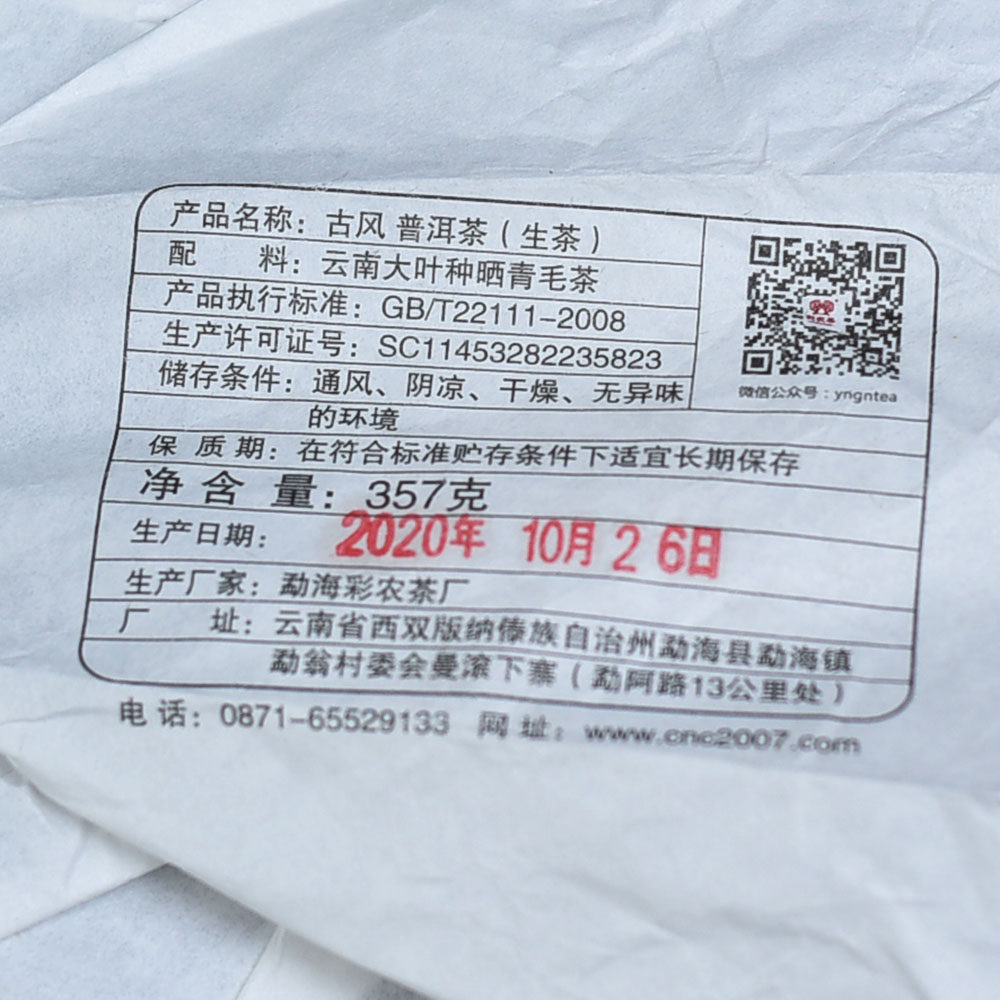 产品名称：古风 普洱茶（生茶）
配 料：云南大叶种晒青毛茶
产品执行标准：GB/T22111-2008
生产许可证号：SC11453282235823
储存条件：通风、阴凉、干燥、无异味
的环境
微信公众号：yngntea
保 质 期：在符合标准贮存条件下适宜长期保存
净 含 量：357克
生产日期：2020年 10月 2 6日
生产厂家：勐海彩农茶厂
厂 址：云南省西双版纳傣族自治州勐海县勐海镇
勐翁村委会曼滚下寨（勐阿路13公里处）
电 话：0871-65529133 网 址：www.cnc2007.com